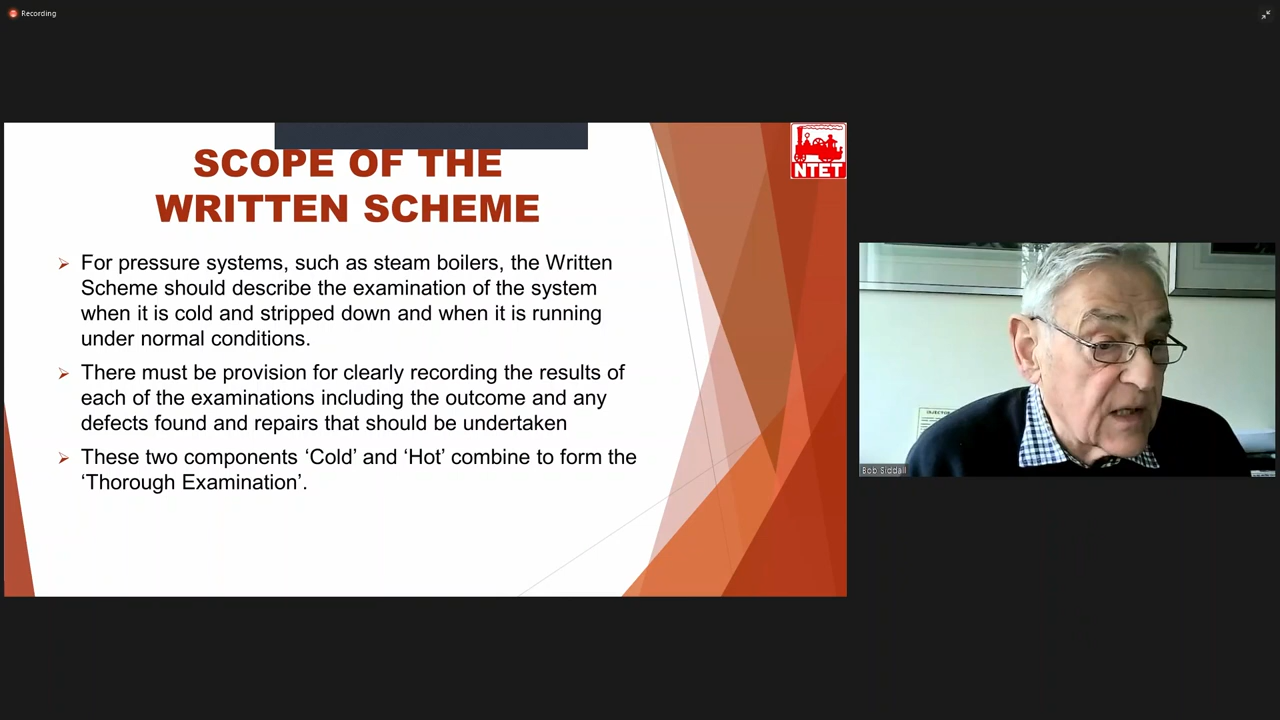 Recording
SCOPE OF THE
WRITTEN SCHEME
NTET
➢ For pressure systems, such as steam boilers, the Written
Scheme should describe the examination of the system
when it is cold and stripped down and when it is running
under normal conditions.
➢ There must be provision for clearly recording the results of
each of the examinations including the outcome and any
defects found and repairs that should be undertaken
➢ These two components ‘Cold’ and ‘Hot’ combine to form the
‘Thorough Examination’.
Bob Siddall